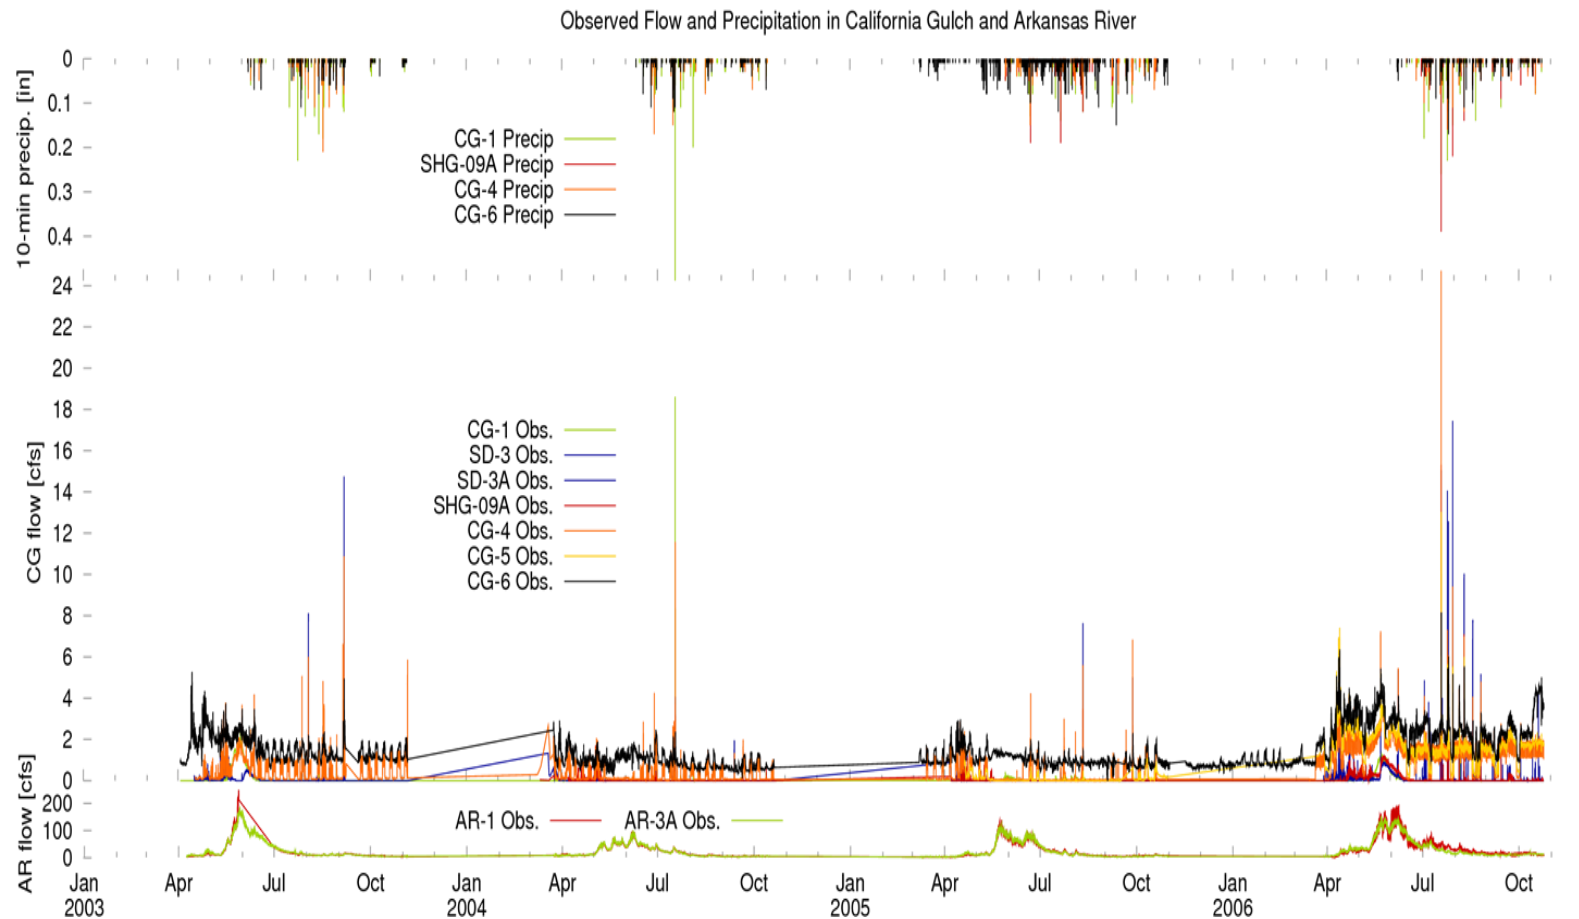 Observed Flow and Precipitation in California Gulch and Arkansas River
10-min precip. [in]
0
0.1
0.2
0.3
0.4
CG-1 Precip
SHG-09A Precip
CG-4 Precip
CG-6 Precip
CG flow [cfs]
24
22
20
18
16
14
12
10
8
6
4
2
0
CG-1 Obs.
SD-3 Obs.
SD-3A Obs.
SHG-09A Obs.
CG-4 Obs.
CG-5 Obs.
CG-6 Obs.
AR flow [cfs]
200
100
0
AR-1 Obs. AR-3A Obs.
Jan Apr Jul Oct Jan Apr Jul Oct Jan Apr Jul Oct Jan Apr Jul Oct
2003 2004 2005 2006